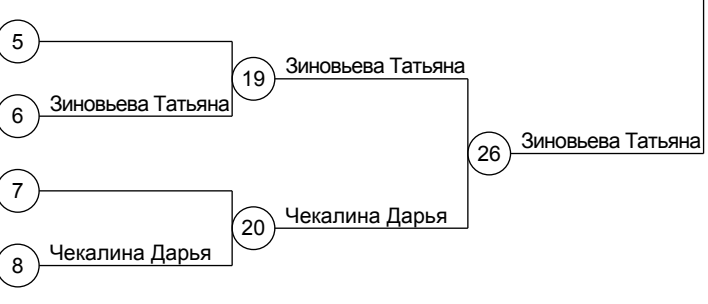 5
19 Зиновьева Татьяна
6 Зиновьева Татьяна
26 Зиновьева Татьяна
7
20 Чекалина Дарья
8 Чекалина Дарья